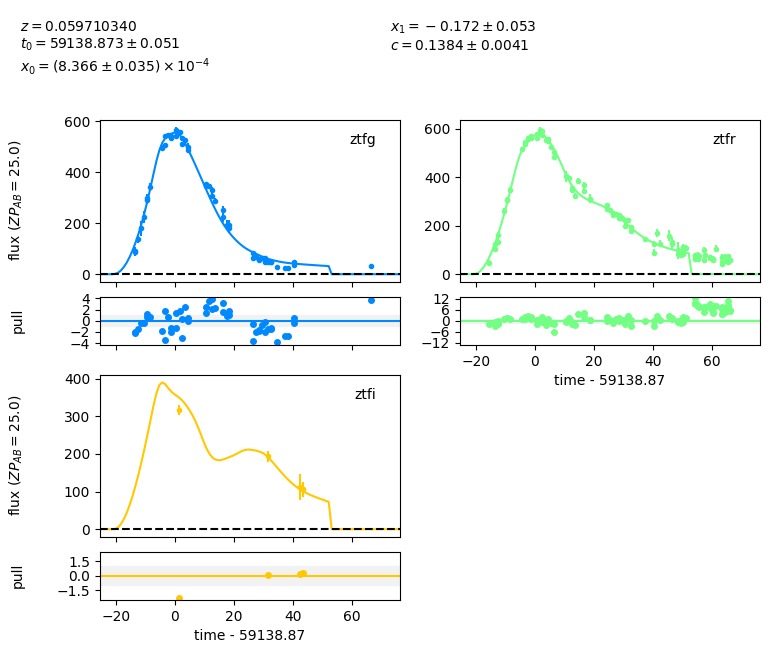 z = 0.059710340
t₀ = 59138.873 ± 0.051
x₀ = (8.366 ± 0.035) × 10⁻⁴
x₁ = −0.172 ± 0.053
c = 0.1384 ± 0.0041
flux (ZP_AB = 25.0)
600
400
200
0
ztfg
600
400
200
0
ztfr
pull
4
2
0
−2
−4
12
6
0
−6
−12
−20 0 20 40 60
time - 59138.87
flux (ZP_AB = 25.0)
400
300
200
100
0
ztfi
pull
1.5
0.0
−1.5
−20 0 20 40 60
time - 59138.87